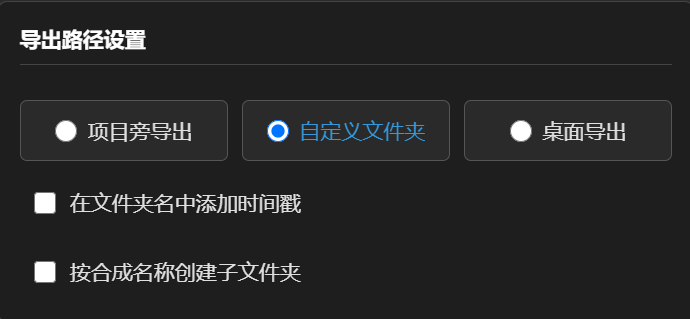 导出路径设置
项目旁导出 自定义文件夹 桌面导出
在文件夹名中添加时间戳
按合成名称创建子文件夹